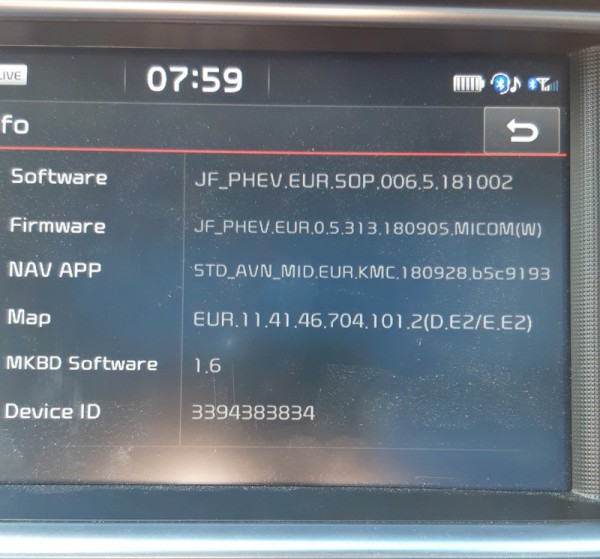 LIVE
07:59
fo
Software JF_PHEV.EUR.SOP.006.5.181002
Firmware JF_PHEV.EUR.0.5.313.180905.MICOM(W)
NAV APP STD_AVN_MID.EUR.KMC.180928.b5c9193
Map EUR.11.41.46.704.101.2(D.E2/E.E2)
MKBD Software 1.6
Device ID 3394383834